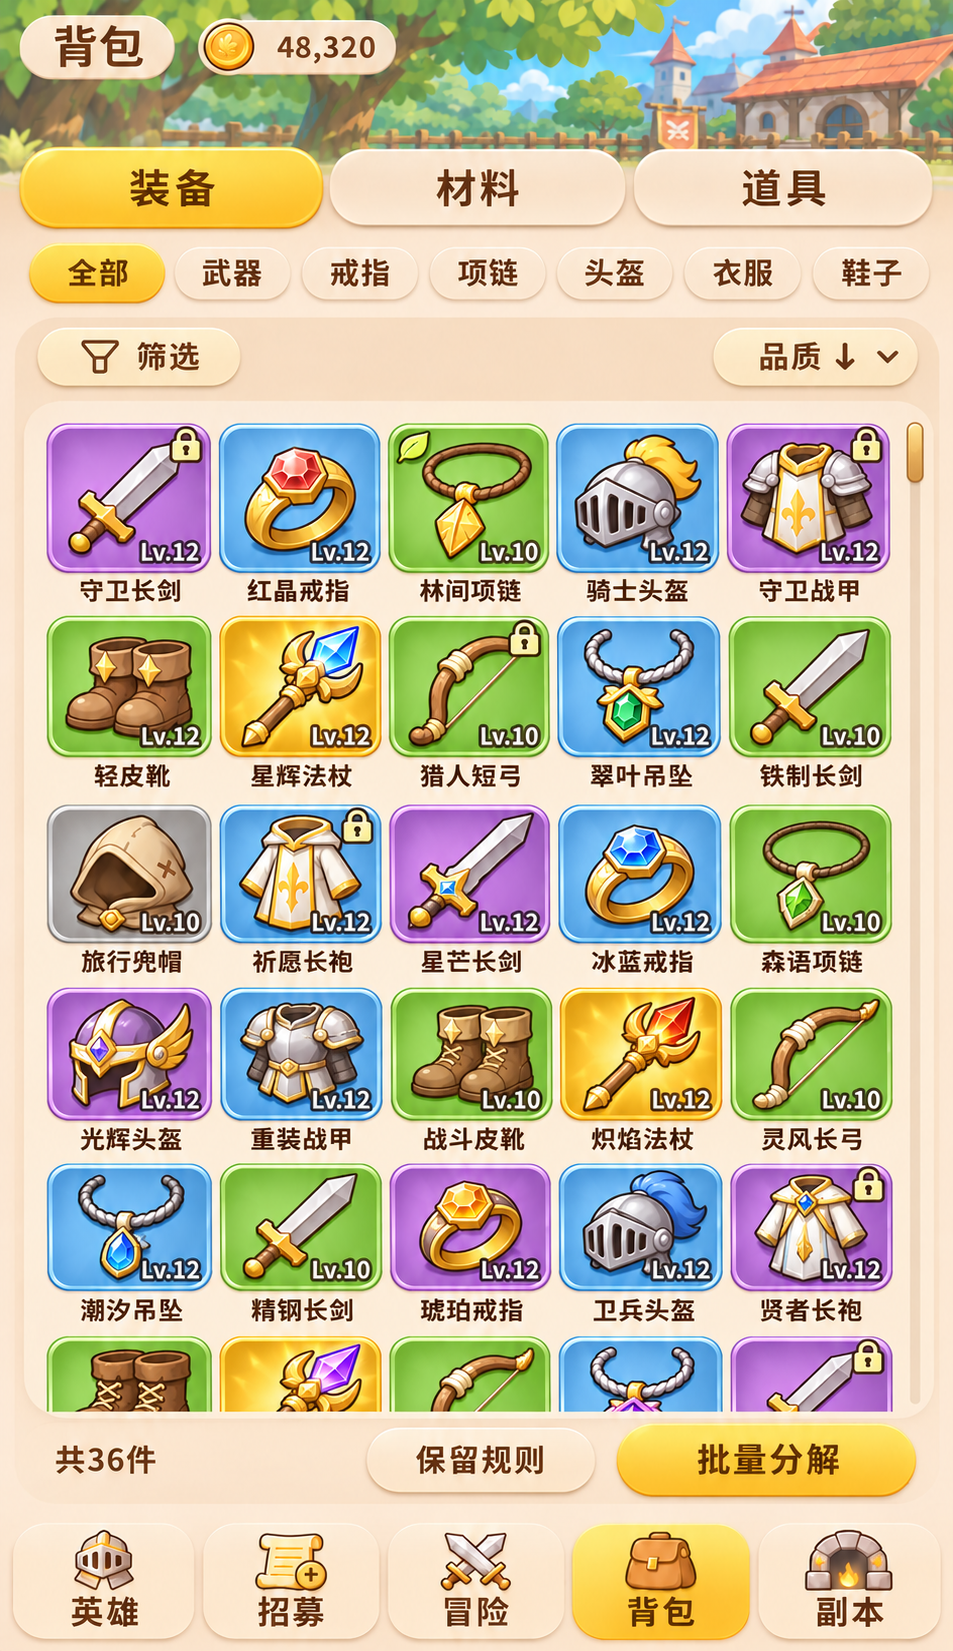 背包
48,320
装备 材料 道具
全部 武器 戒指 项链 头盔 衣服 鞋子
筛选 品质↓
Lv.12 Lv.12 Lv.10 Lv.12 Lv.12
守卫长剑 红晶戒指 林间项链 骑士头盔 守卫战甲
Lv.12 Lv.12 Lv.10 Lv.12 Lv.10
轻皮靴 星辉法杖 猎人短弓 翠叶吊坠 铁制长剑
Lv.10 Lv.12 Lv.12 Lv.12 Lv.10
旅行兜帽 祈愿长袍 星芒长剑 冰蓝戒指 森语项链
Lv.12 Lv.12 Lv.10 Lv.12 Lv.10
光辉头盔 重装战甲 战斗皮靴 炽焰法杖 灵风长弓
Lv.12 Lv.10 Lv.12 Lv.12 Lv.12
潮汐吊坠 精钢长剑 琥珀戒指 卫兵头盔 贤者长袍
共36件 保留规则 批量分解
英雄 招募 冒险 背包 副本